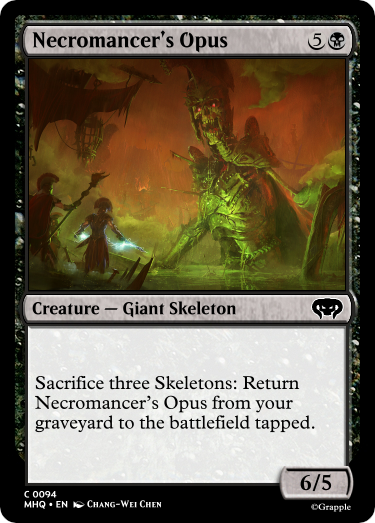 Necromancer's Opus 5
Creature — Giant Skeleton
Sacrifice three Skeletons: Return
Necromancer's Opus from your
graveyard to the battlefield tapped.
6/5
C 0094
MHQ • EN Chang-Wei Chen
©Grapple